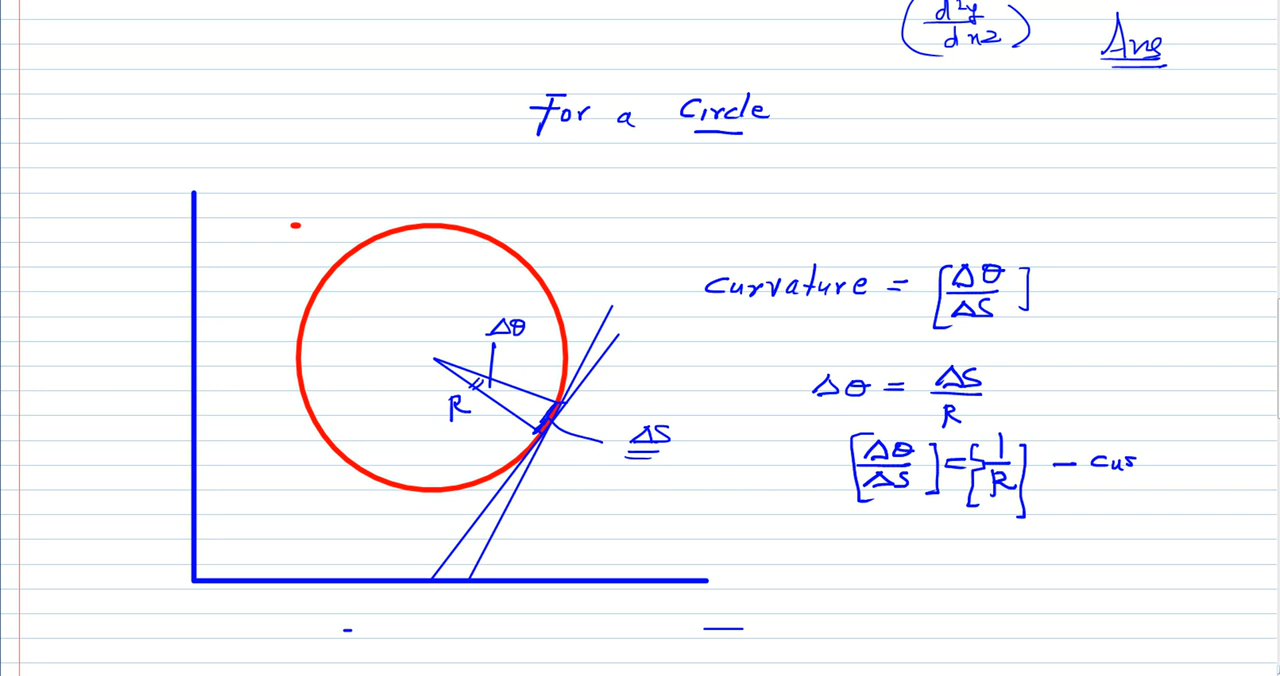 (d²y/dx2) Ans
For a Circle
Curvature = [Δθ/ΔS]
Δθ
Δθ = ΔS/R
R
ΔS
[Δθ/ΔS] = [1/R] — cur